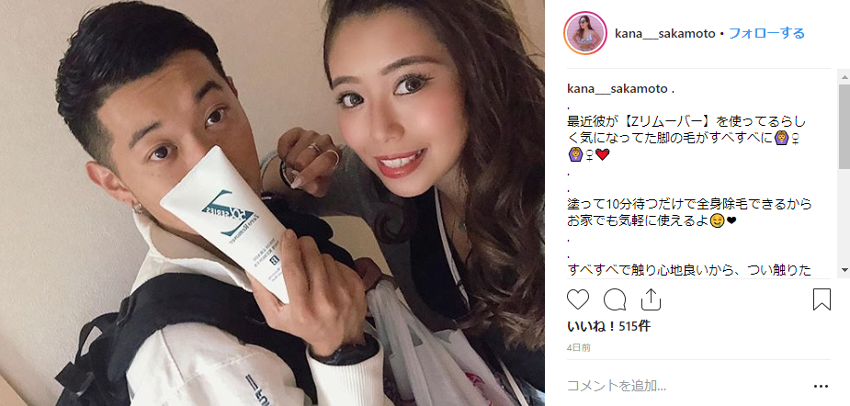 kana___sakamoto • フォローする
kana___sakamoto .
.
最近彼が【Zリムーバー】を使ってるらし
く気になってた脚の毛がすべすべに🙆‍♀
🙆‍♀❤
.
.
塗って10分待つだけで全身除毛できるから
お家でも気軽に使えるよ😉❤
.
.
すべすべで触り心地良いから、つい触りた
いいね！515件
4日前
コメントを追加...
Z